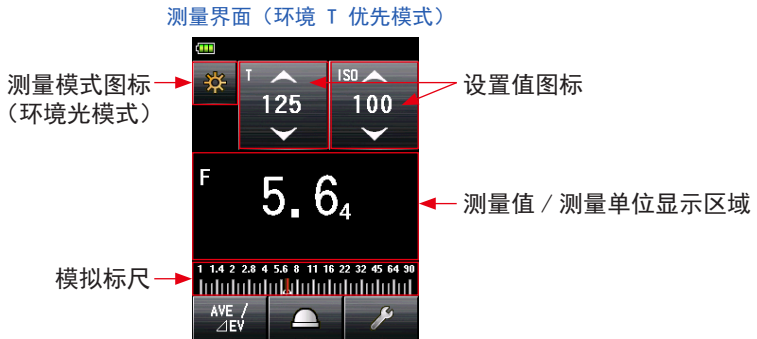 测量界面（环境 T 优先模式）
测量模式图标
（环境光模式）
T
125
ISO
100
设置值图标
F
5.6₄
测量值 / 测量单位显示区域
模拟标尺
1 1.4 2 2.8 4 5.6 8 11 16 22 32 45 64 90
AVE /
⊿EV